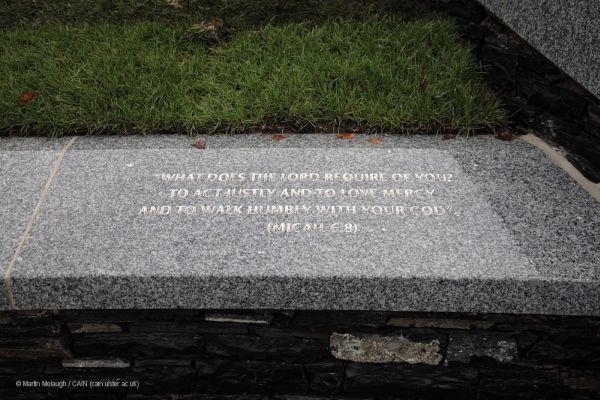 "WHAT DOES THE LORD REQUIRE OF YOU?
TO ACT JUSTLY AND TO LOVE MERCY
AND TO WALK HUMBLY WITH YOUR GOD".
(MICAH 6:8)
© Martin Melaugh / CAIN (cain.ulster.ac.uk)